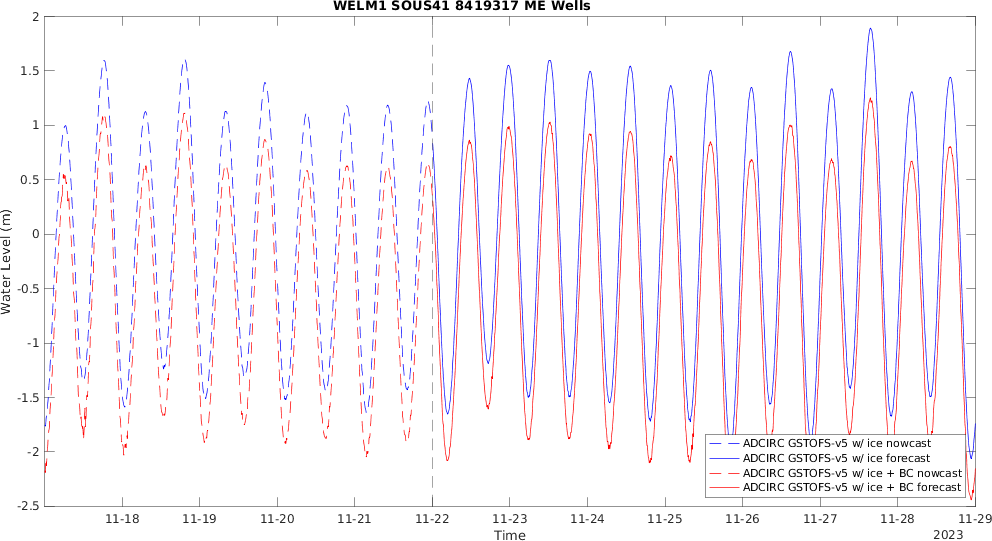 WELM1 SOUS41 8419317 ME Wells
2
1.5
1
0.5
0
-0.5
-1
-1.5
-2
-2.5
Water Level (m)
ADCIRC GSTOFS-v5 w/ ice nowcast
ADCIRC GSTOFS-v5 w/ ice forecast
ADCIRC GSTOFS-v5 w/ ice + BC nowcast
ADCIRC GSTOFS-v5 w/ ice + BC forecast
11-18 11-19 11-20 11-21 11-22 11-23 11-24 11-25 11-26 11-27 11-28 11-29
Time
2023